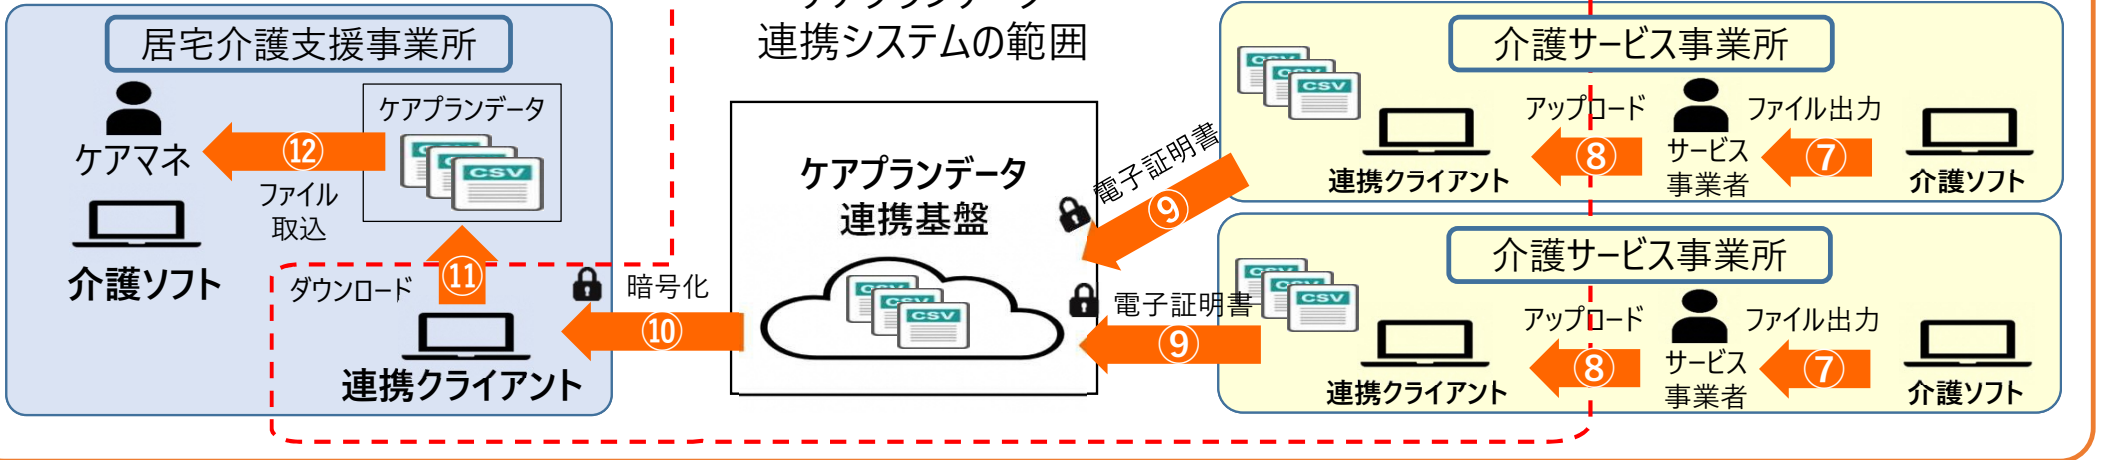 ケアプランデータ
連携システムの範囲
居宅介護支援事業所
ケアマネ
介護ソフト
ケアプランデータ
CSV
⑫
ファイル
取込
⑪
ダウンロード
連携クライアント
暗号化
⑩
ケアプランデータ
連携基盤
CSV
CSV
CSV
電子証明書
⑨
電子証明書
⑨
介護サービス事業所
CSV
CSV
CSV
連携クライアント
アップロード
⑧
サービス
事業者
ファイル出力
⑦
介護ソフト
介護サービス事業所
CSV
CSV
CSV
連携クライアント
アップロード
⑧
サービス
事業者
ファイル出力
⑦
介護ソフト